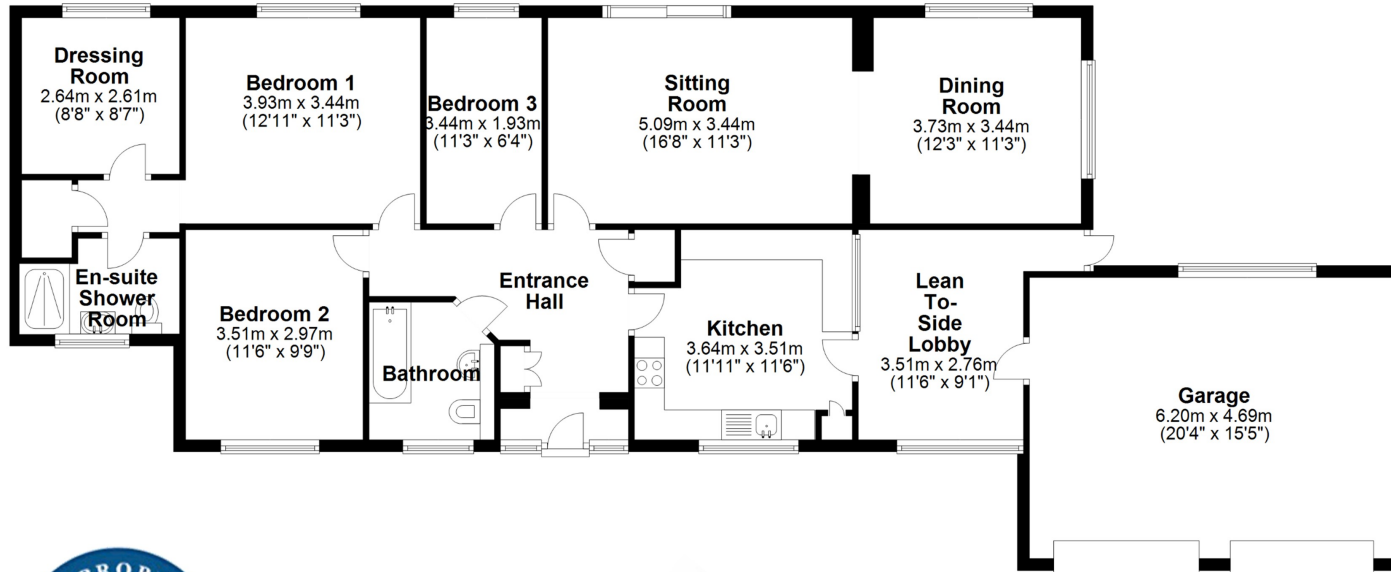 Dressing
Room
2.64m x 2.61m
(8'8" x 8'7")
Bedroom 1
3.93m x 3.44m
(12'11" x 11'3")
Bedroom 3
3.44m x 1.93m
(11'3" x 6'4")
Sitting
Room
5.09m x 3.44m
(16'8" x 11'3")
Dining
Room
3.73m x 3.44m
(12'3" x 11'3")
En-suite
Shower
Room
Bedroom 2
3.51m x 2.97m
(11'6" x 9'9")
Bathroom
Entrance
Hall
Kitchen
3.64m x 3.51m
(11'11" x 11'6")
Lean
To-
Side
Lobby
3.51m x 2.76m
(11'6" x 9'1")
Garage
6.20m x 4.69m
(20'4" x 15'5")